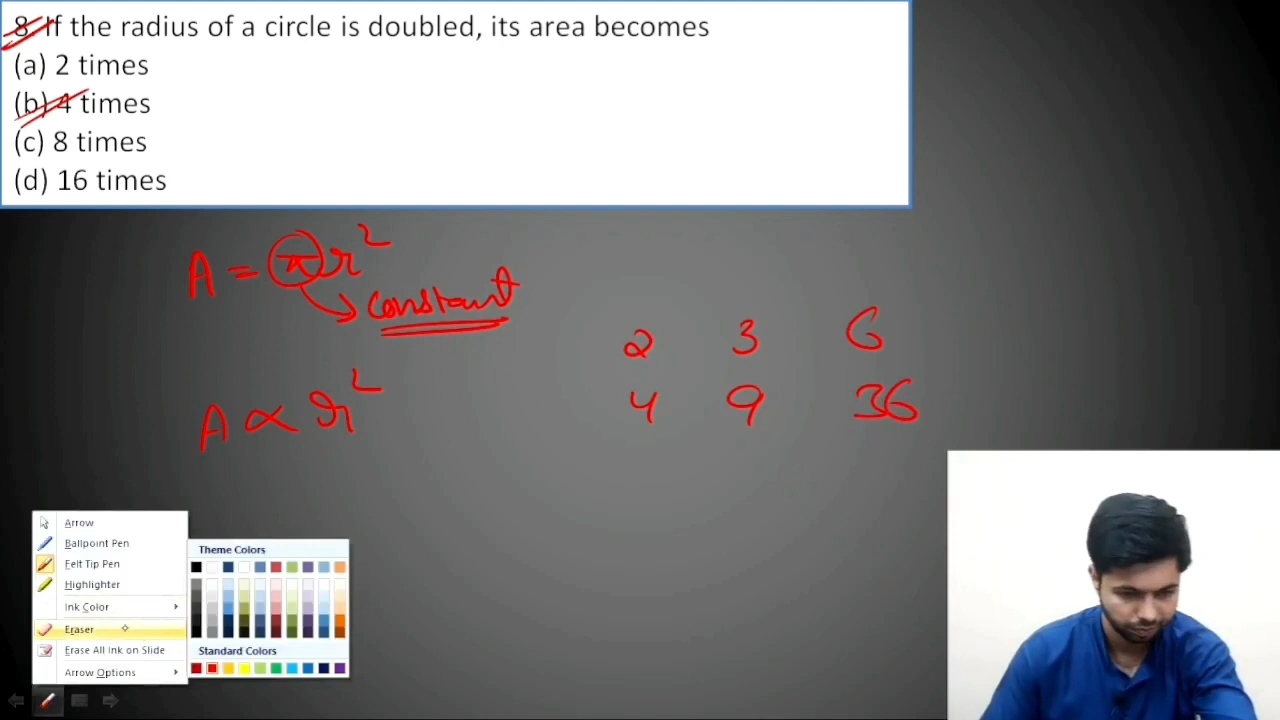 8. If the radius of a circle is doubled, its area becomes
(a) 2 times
(b) 4 times
(c) 8 times
(d) 16 times
A = πr²
constant
A ∝ r²
2 3 6
4 9 36
Arrow
Ballpoint Pen
Felt Tip Pen
Highlighter
Ink Color
Eraser
Erase All Ink on Slide
Arrow Options
Theme Colors
Standard Colors